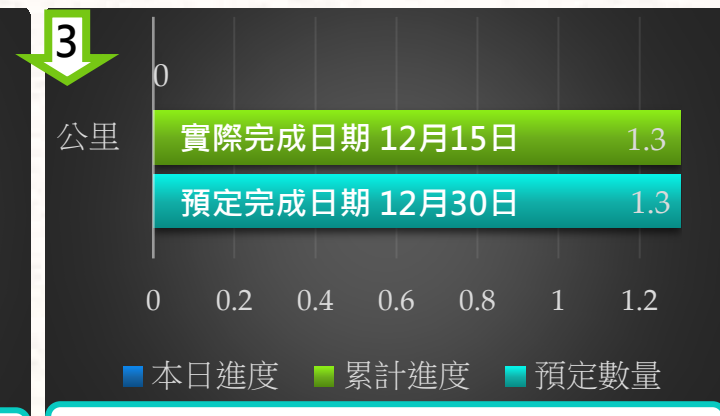 3
0
公里
實際完成日期 12月15日 1.3
預定完成日期 12月30日 1.3
0 0.2 0.4 0.6 0.8 1 1.2
本日進度 累計進度 預定數量